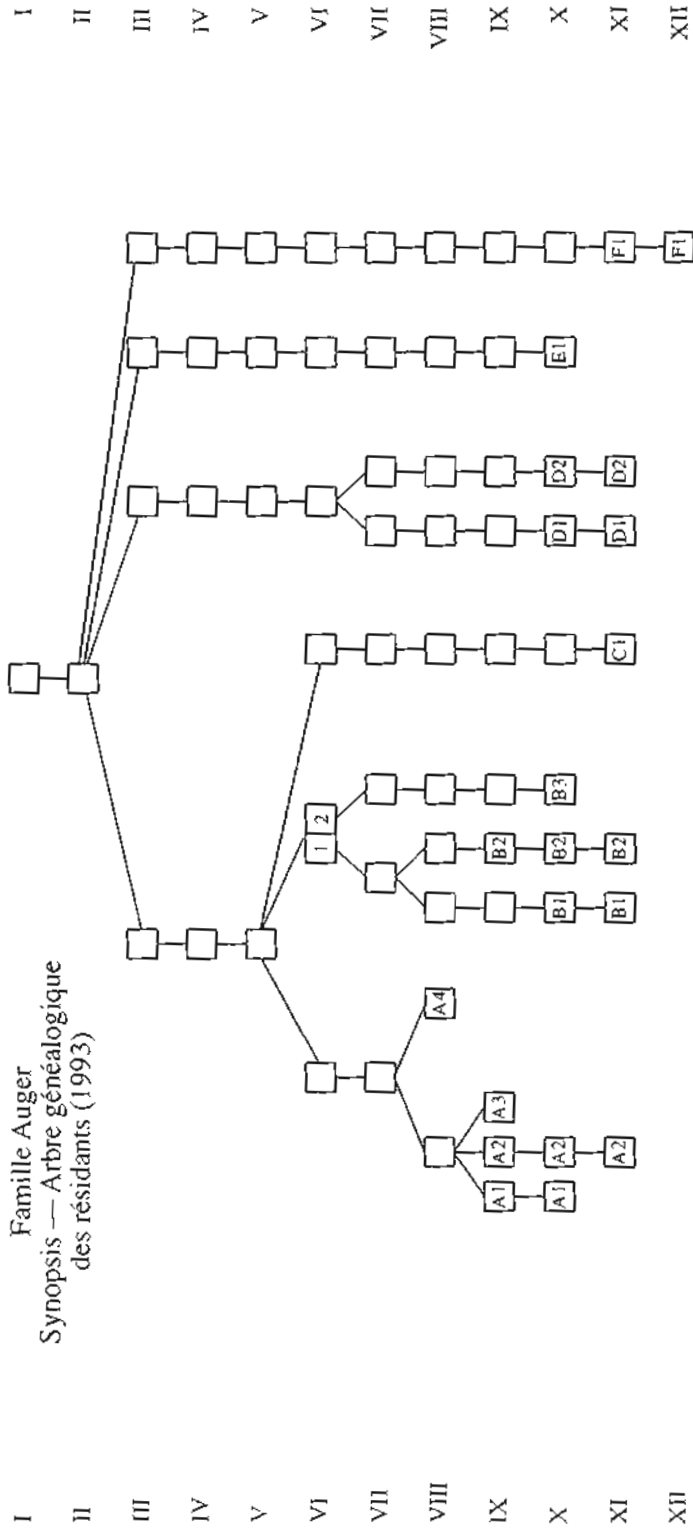 Famille Auger
Synopsis — Arbre généalogique
des résidants (1993)
I I
II II
III III
IV IV
V V
VI 1 2 VI
VII VII
VIII A4 VIII
IX A1 A2 A3 B2 IX
X A1 A2 B1 B2 B3 D1 D2 E1 X
XI A2 B1 B2 C1 D1 D2 F1 XI
XII F1 XII